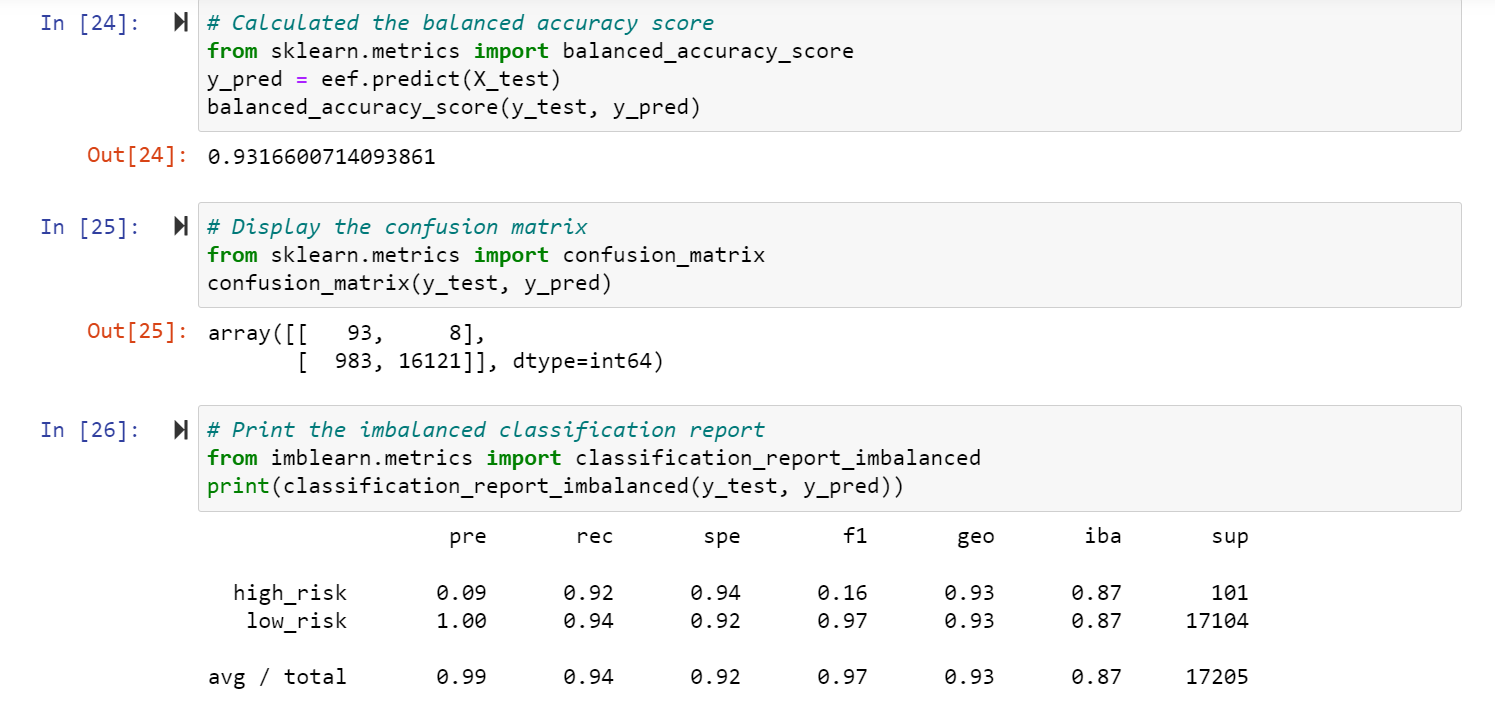 In [24]: # Calculated the balanced accuracy score
from sklearn.metrics import balanced_accuracy_score
y_pred = eef.predict(X_test)
balanced_accuracy_score(y_test, y_pred)
Out[24]: 0.9316600714093861
In [25]: # Display the confusion matrix
from sklearn.metrics import confusion_matrix
confusion_matrix(y_test, y_pred)
Out[25]: array([[   93,     8],
       [  983, 16121]], dtype=int64)
In [26]: # Print the imbalanced classification report
from imblearn.metrics import classification_report_imbalanced
print(classification_report_imbalanced(y_test, y_pred))
pre rec spe f1 geo iba sup
high_risk 0.09 0.92 0.94 0.16 0.93 0.87 101
low_risk 1.00 0.94 0.92 0.97 0.93 0.87 17104
avg / total 0.99 0.94 0.92 0.97 0.93 0.87 17205